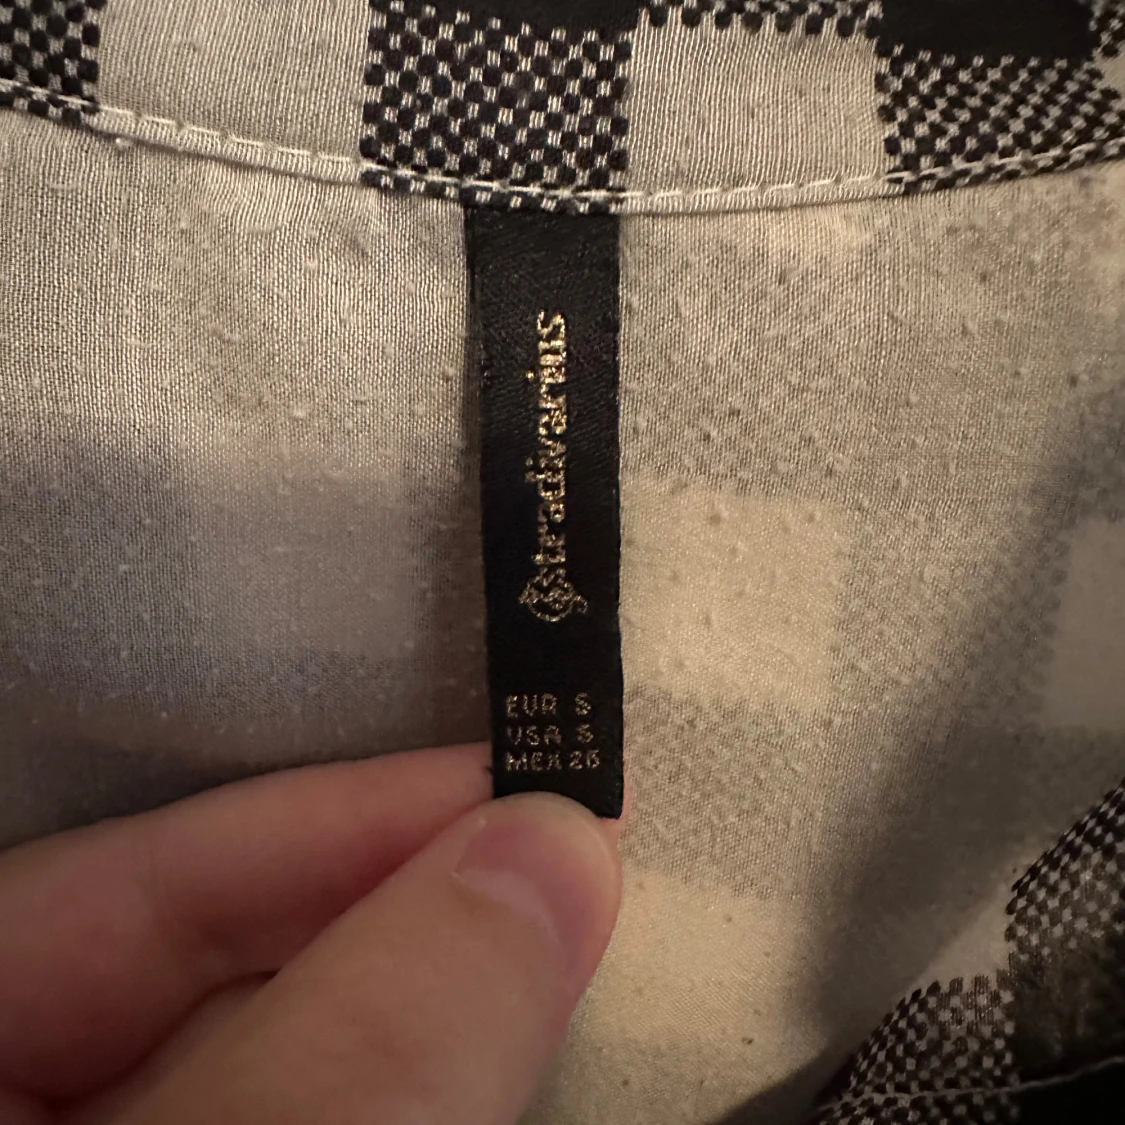 stradivarius
EUR S
USA S
MEX 26